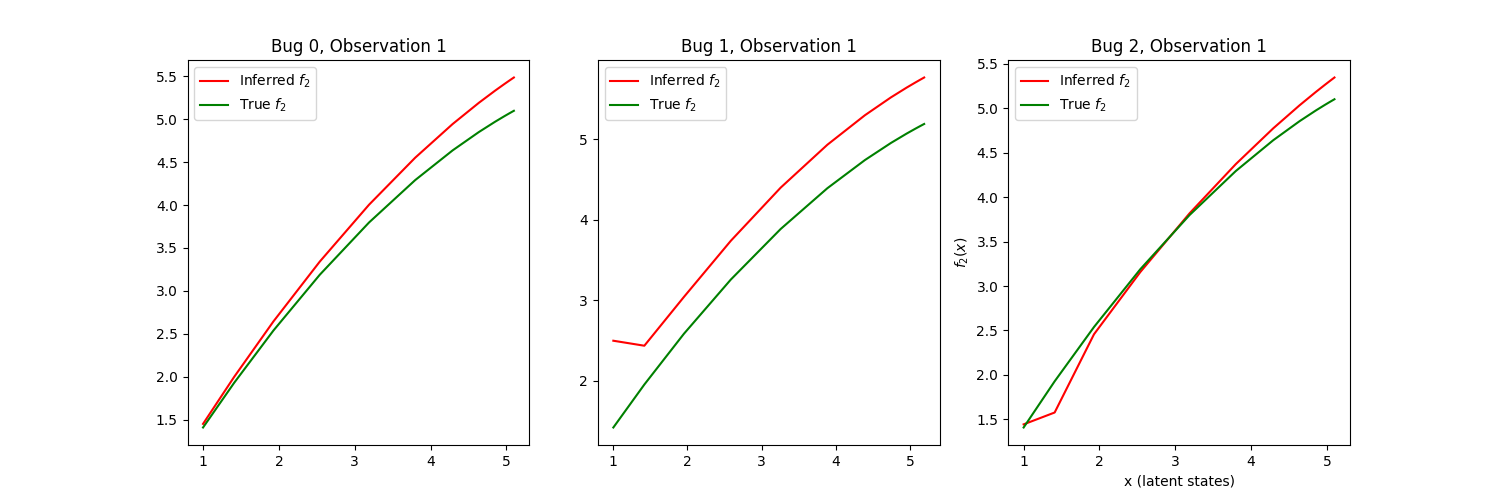 Bug 0, Observation 1
Inferred f₂
True f₂
5.5
5.0
4.5
4.0
3.5
3.0
2.5
2.0
1.5
1 2 3 4 5
Bug 1, Observation 1
Inferred f₂
True f₂
5
4
3
2
1 2 3 4 5
Bug 2, Observation 1
Inferred f₂
True f₂
f₂(x)
5.5
5.0
4.5
4.0
3.5
3.0
2.5
2.0
1.5
1 2 3 4 5
x (latent states)